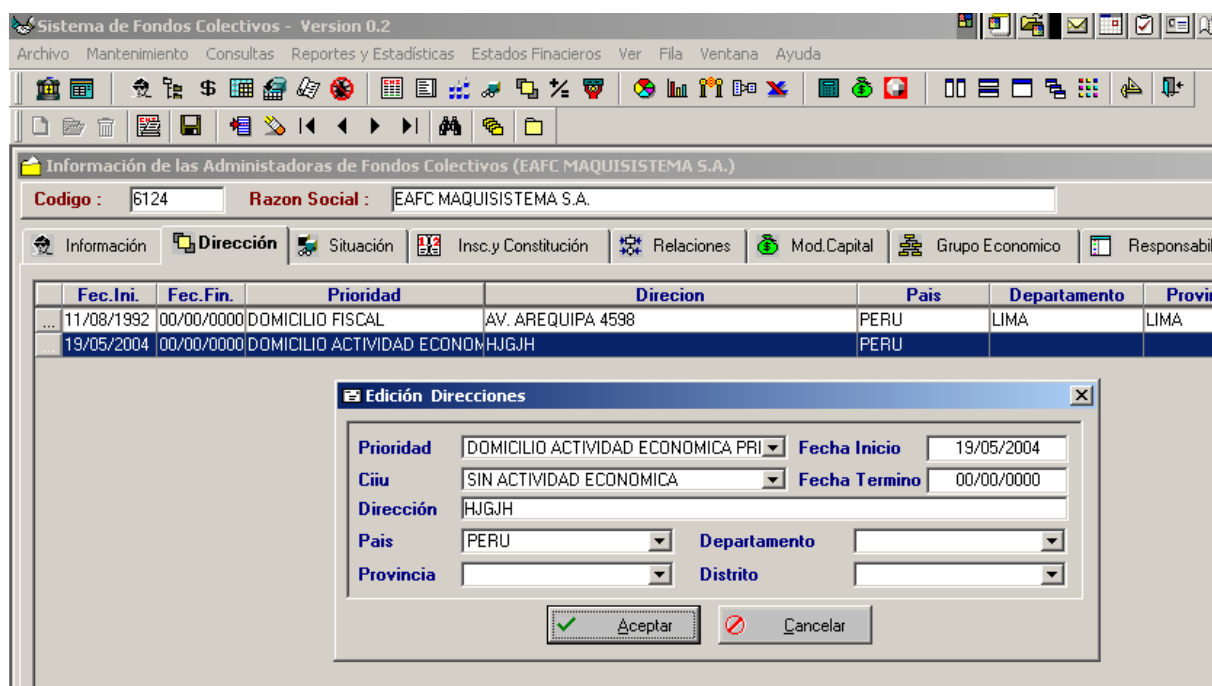 Sistema de Fondos Colectivos - Version 0.2
Archivo Mantenimiento Consultas Reportes y Estadísticas Estados Finacieros Ver Fila Ventana Ayuda
Información de las Administadoras de Fondos Colectivos (EAFC MAQUISISTEMA S.A.)
Codigo : 6124 Razon Social : EAFC MAQUISISTEMA S.A.
Información Dirección Situación Insc.y Constitución Relaciones Mod.Capital Grupo Economico Responsabil
Fec.Ini. Fec.Fin. Prioridad Direcion Pais Departamento Provin
... 11/08/1992 00/00/0000 DOMICILIO FISCAL AV. AREQUIPA 4598 PERU LIMA LIMA
... 19/05/2004 00/00/0000 DOMICILIO ACTIVIDAD ECONOM HJGJH PERU
Edición Direcciones
Prioridad DOMICILIO ACTIVIDAD ECONOMICA PRI Fecha Inicio 19/05/2004
Ciiu SIN ACTIVIDAD ECONOMICA Fecha Termino 00/00/0000
Dirección HJGJH
Pais PERU Departamento
Provincia Distrito
Aceptar Cancelar